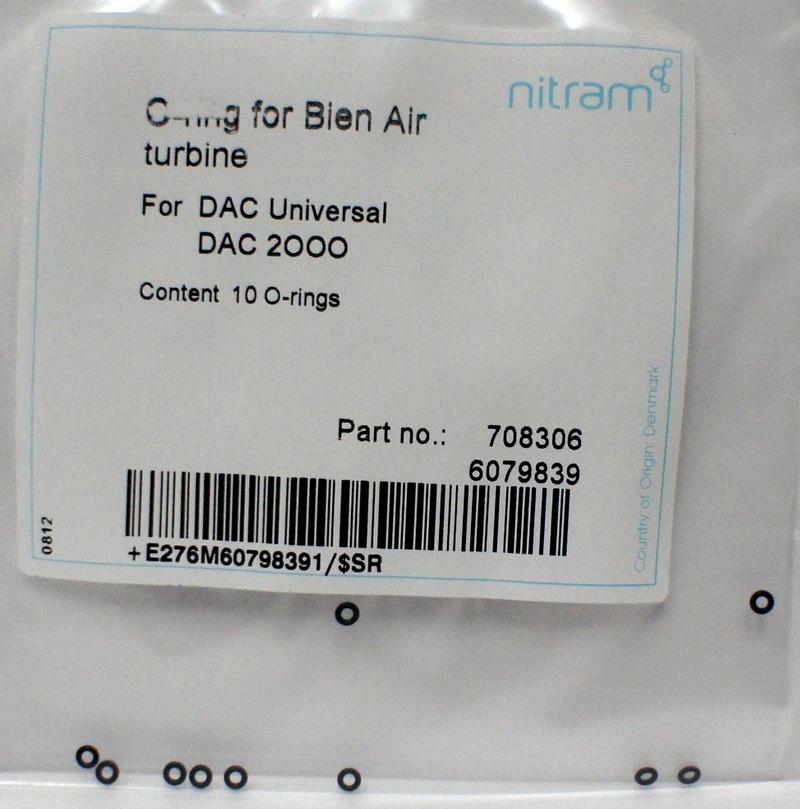 nitram
O-ring for Bien Air
turbine
For DAC Universal
DAC 2000
Content 10 O-rings
Part no.: 708306
6079839
+E276M60798391/$SR
0812
Country of Origin: Denmark